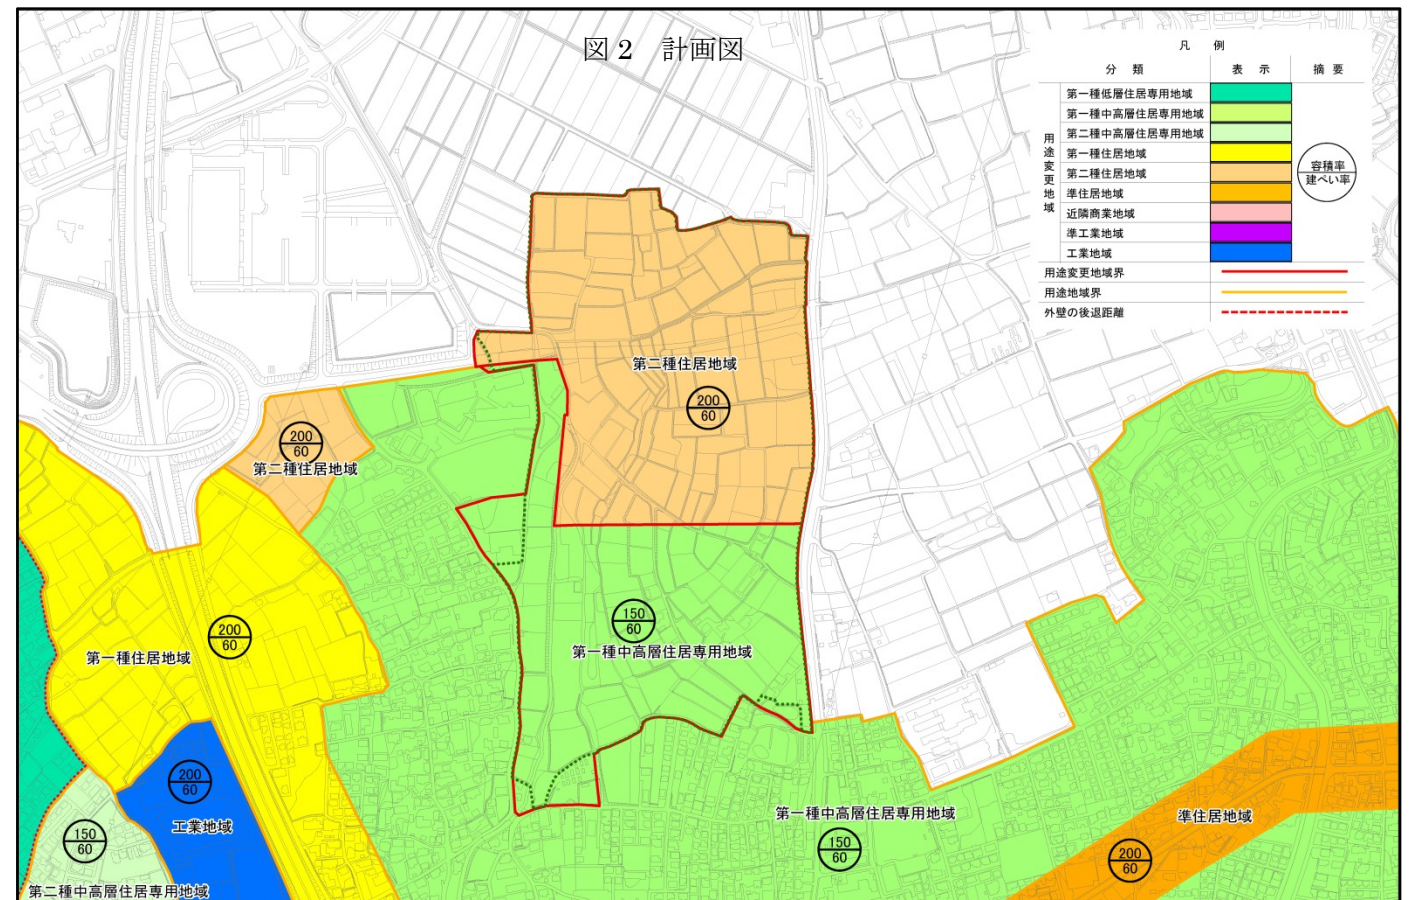 図2 計画図
凡 例
分 類 表 示 摘 要
用途変更地域
第一種低層住居専用地域
第一種中高層住居専用地域
第二種中高層住居専用地域
第一種住居地域
第二種住居地域
準住居地域
近隣商業地域
準工業地域
工業地域
容積率
建ぺい率
用途変更地域界
用途地域界
外壁の後退距離
第二種住居地域
200
60
200
60
第二種住居地域
200
60
第一種住居地域
150
60
第一種中高層住居専用地域
200
60
工業地域
150
60
第二種中高層住居専用地域
第一種中高層住居専用地域
150
60
準住居地域
200
60